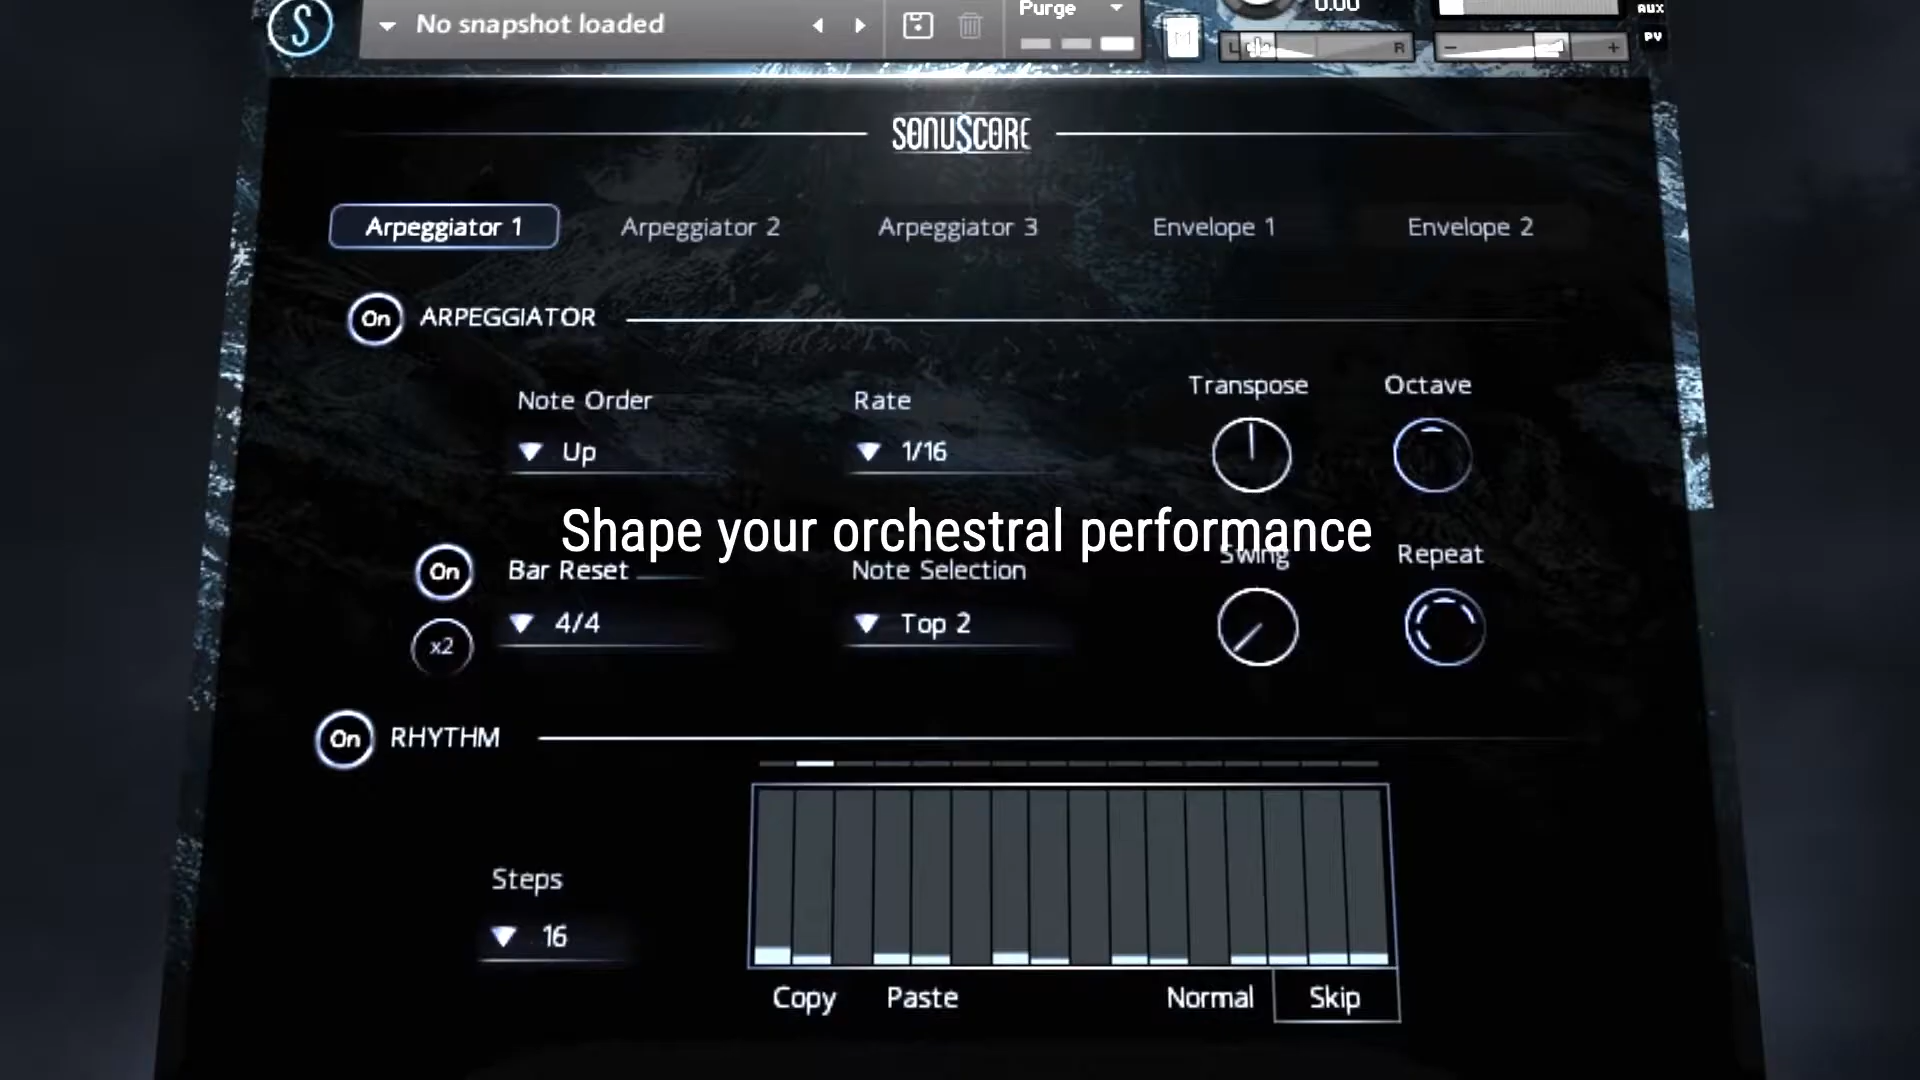 S No snapshot loaded Purge 0.00 AUX
M L R - + PV
SONUSCORE
Arpeggiator 1 Arpeggiator 2 Arpeggiator 3 Envelope 1 Envelope 2
On ARPEGGIATOR
Note Order Rate Transpose Octave
Up 1/16
Shape your orchestral performance
On Bar Reset Note Selection Swing Repeat
4/4 Top 2
x2
On RHYTHM
Steps
16
Copy Paste Normal Skip